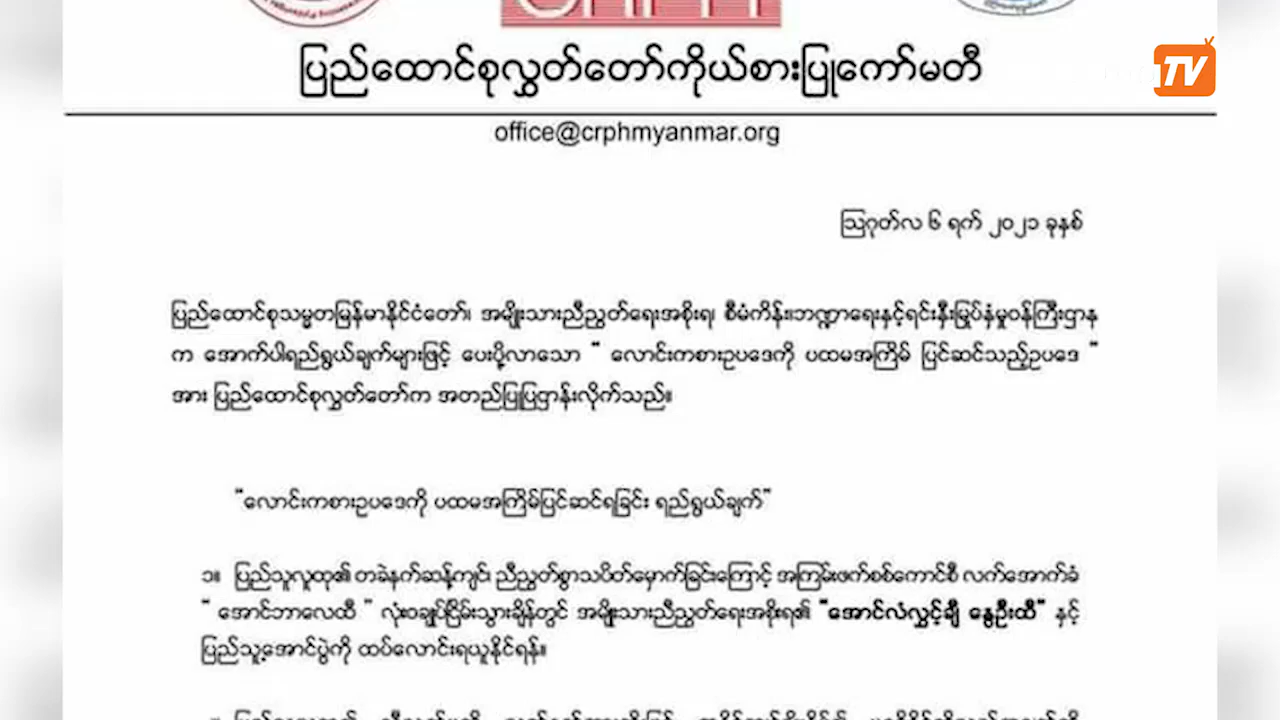 ပြည်ထောင်စုလွှတ်တော်ကိုယ်စားပြုကော်မတီ
TV
office@crphmyanmar.org
ဩဂုတ်လ ၆ ရက် ၂၀၂၁ ခုနှစ်
ပြည်ထောင်စုသမ္မတမြန်မာနိုင်ငံတော်၊ အမျိုးသားညီညွတ်ရေးအစိုးရ၊ စီမံကိန်း၊ဘဏ္ဍာရေးနှင့်ရင်းနှီးမြှုပ်နှံမှုဝန်ကြီးဌာန
က အောက်ပါရည်ရွယ်ချက်များဖြင့် ပေးပို့လာသော “ လောင်းကစားဥပဒေကို ပထမအကြိမ် ပြင်ဆင်သည့်ဥပဒေ ”
အား ပြည်ထောင်စုလွှတ်တော်က အတည်ပြုပြဌာန်းလိုက်သည်။
“လောင်းကစားဥပဒေကို ပထမအကြိမ်ပြင်ဆင်ရခြင်း ရည်ရွယ်ချက်”
၁။ ပြည်သူလူထု၏ တခဲနက်ဆန့်ကျင်၊ ညီညွတ်စွာသပိတ်မှောက်ခြင်းကြောင့် အကြမ်းဖက်စစ်ကောင်စီ လက်အောက်ခံ
“ အောင်ဘာလေထီ ” လုံးဝချုပ်ငြိမ်းသွားချိန်တွင် အမျိုးသားညီညွတ်ရေးအစိုးရ၏ “အောင်လံလွှင့်ချီ နွေဦးထီ” နှင့်
ပြည်သူ့အောင်ပွဲကို ထပ်လောင်းရယူနိုင်ရန်။